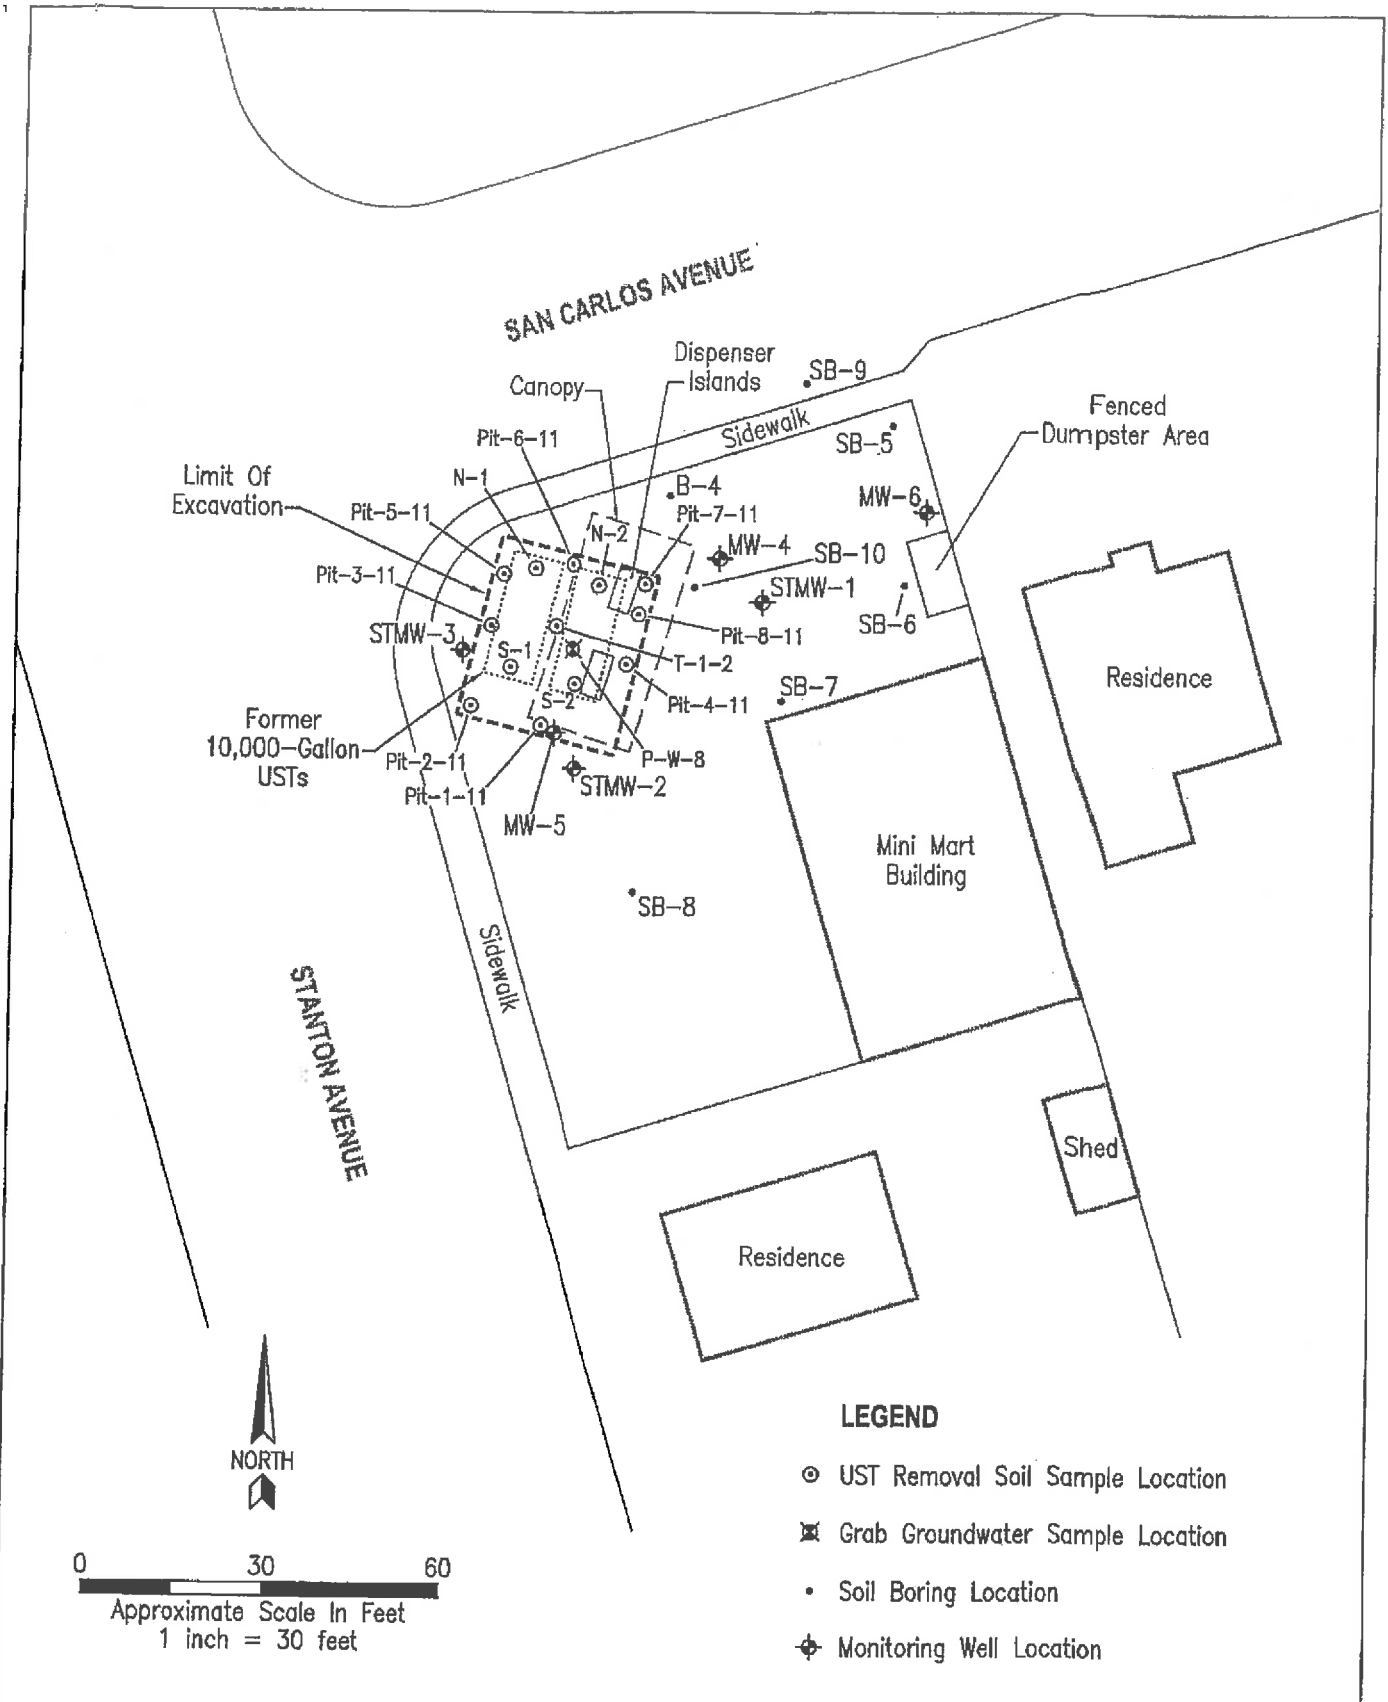 SAN CARLOS AVENUE
Dispenser
Islands
Canopy
SB-9
Fenced
Dumpster Area
Sidewalk
SB-5
Pit-6-11
N-1
Limit Of
Excavation
B-4
MW-6
Pit-5-11
Pit-7-11
N-2
MW-4
SB-10
Pit-3-11
STMW-1
STMW-3
SB-6
Pit-8-11
S-1
T-1-2
Residence
SB-7
S-2
Pit-4-11
Former
10,000-Gallon
USTs
Pit-2-11
P-W-8
Pit-1-11
STMW-2
MW-5
Mini Mart
Building
SB-8
Sidewalk
STANTON AVENUE
Shed
Residence
LEGEND
NORTH
UST Removal Soil Sample Location
Grab Groundwater Sample Location
Soil Boring Location
Monitoring Well Location
0 30 60
Approximate Scale In Feet
1 inch = 30 feet